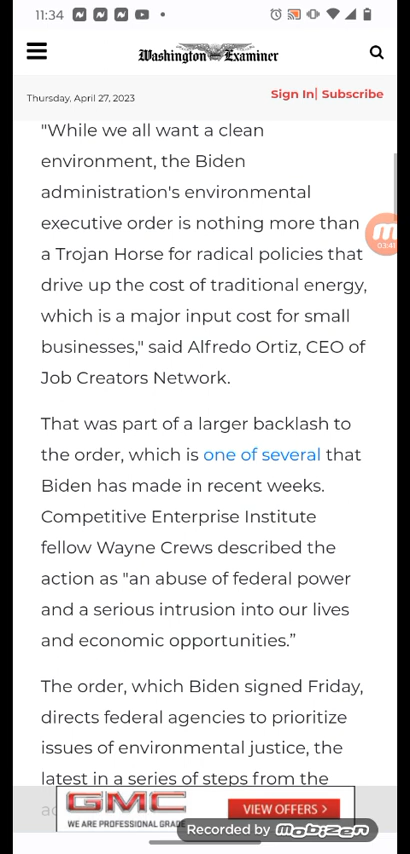 11:34
Washington Examiner
Thursday, April 27, 2023
Sign In| Subscribe
"While we all want a clean
environment, the Biden
administration's environmental
executive order is nothing more than
a Trojan Horse for radical policies that
drive up the cost of traditional energy,
which is a major input cost for small
businesses," said Alfredo Ortiz, CEO of
Job Creators Network.
03:41
That was part of a larger backlash to
the order, which is one of several that
Biden has made in recent weeks.
Competitive Enterprise Institute
fellow Wayne Crews described the
action as "an abuse of federal power
and a serious intrusion into our lives
and economic opportunities.”
The order, which Biden signed Friday,
directs federal agencies to prioritize
issues of environmental justice, the
latest in a series of steps from the
GMC
WE ARE PROFESSIONAL GRADE
VIEW OFFERS >
Recorded by mobizen